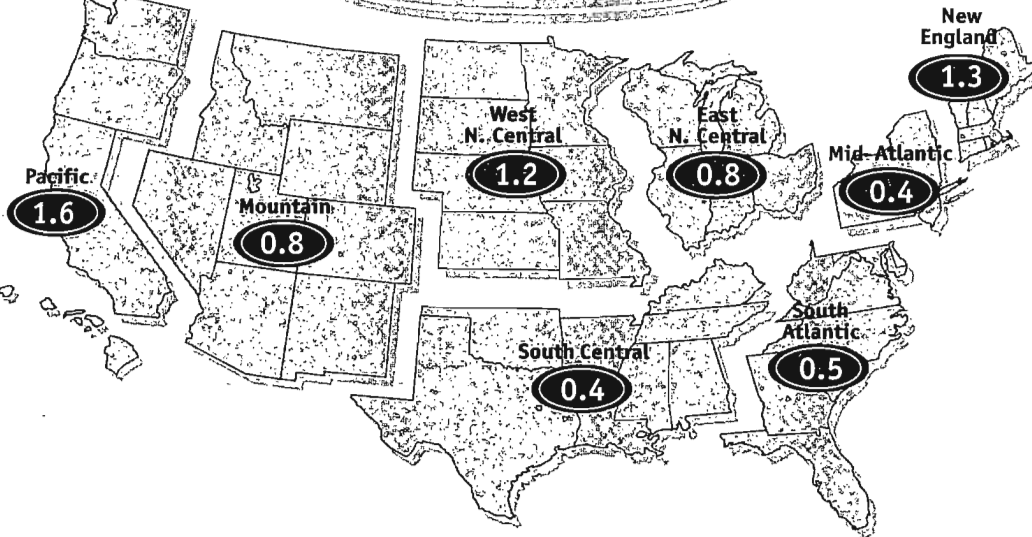 New
England
1.3
West
N. Central
1.2
East
N. Central
0.8
Mid-Atlantic
0.4
Pacific
1.6
Mountain
0.8
South
Atlantic
0.5
South Central
0.4